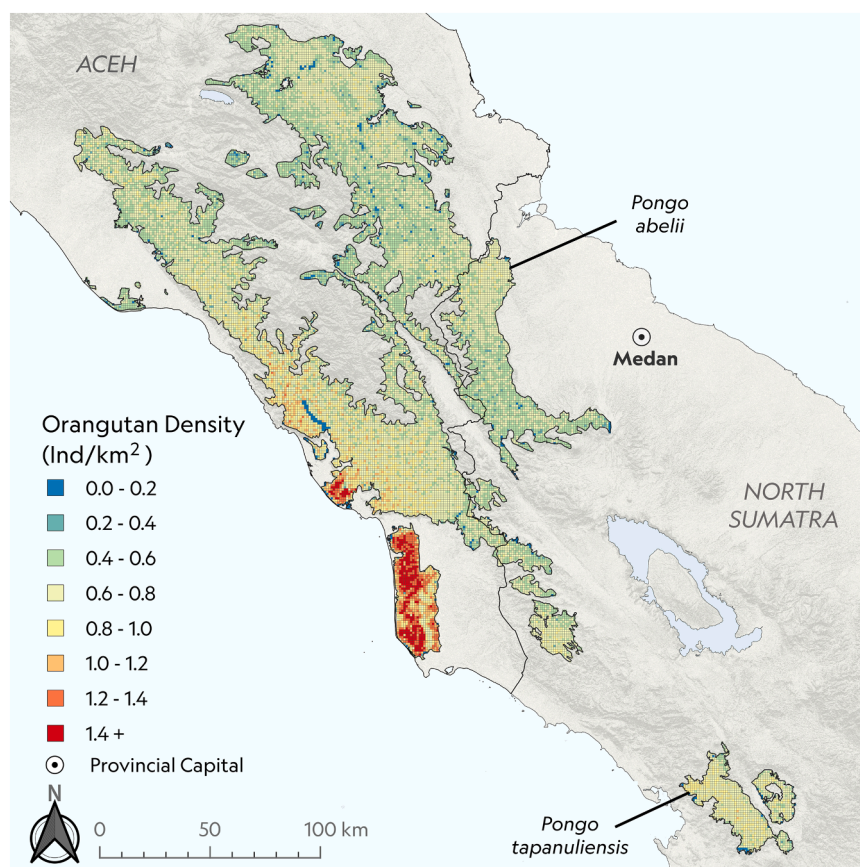 ACEH
Pongo
abelii
Medan
Orangutan Density
(Ind/km²)
0.0 - 0.2
0.2 - 0.4
0.4 - 0.6
0.6 - 0.8
0.8 - 1.0
1.0 - 1.2
1.2 - 1.4
1.4 +
Provincial Capital
NORTH
SUMATRA
N
0 50 100 km
Pongo
tapanuliensis